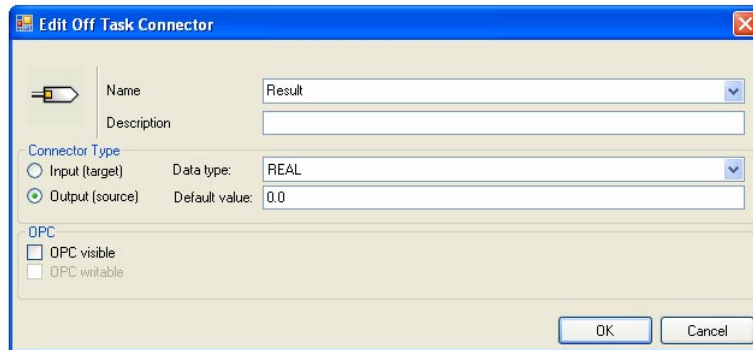 Edit Off Task Connector
Name
Result
Description
Connector Type
Input (target)
Data type:
REAL
Output (source)
Default value:
0.0
OPC
OPC visible
OPC writable
OK
Cancel